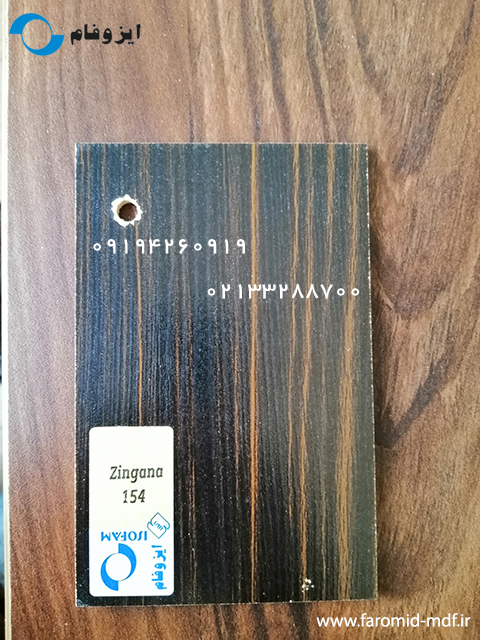 ایزوفام
۰۹۱۹۴۲۶۰۹۱۹
۰۲۱۳۳۲۸۸۷۰۰
Zingana
154
ISOFAM
ایزوفام
www.faromid-mdf.ir